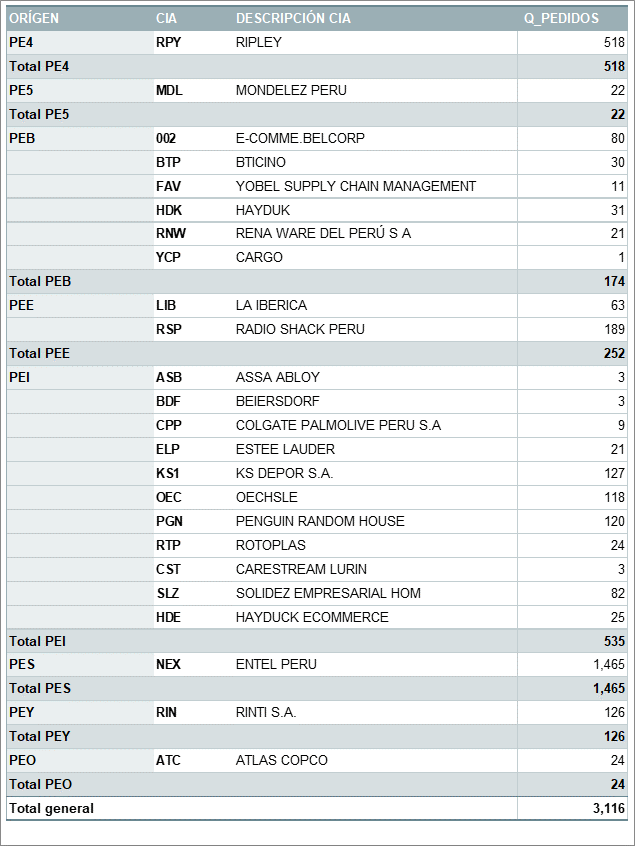 ORÍGEN CIA DESCRIPCIÓN CIA Q_PEDIDOS
PE4 RPY RIPLEY 518
Total PE4 518
PE5 MDL MONDELEZ PERU 22
Total PE5 22
PEB 002 E-COMME.BELCORP 80
BTP BTICINO 30
FAV YOBEL SUPPLY CHAIN MANAGEMENT 11
HDK HAYDUK 31
RNW RENA WARE DEL PERÚ S A 21
YCP CARGO 1
Total PEB 174
PEE LIB LA IBERICA 63
RSP RADIO SHACK PERU 189
Total PEE 252
PEI ASB ASSA ABLOY 3
BDF BEIERSDORF 3
CPP COLGATE PALMOLIVE PERU S.A 9
ELP ESTEE LAUDER 21
KS1 KS DEPOR S.A. 127
OEC OECHSLE 118
PGN PENGUIN RANDOM HOUSE 120
RTP ROTOPLAS 24
CST CARESTREAM LURIN 3
SLZ SOLIDEZ EMPRESARIAL HOM 82
HDE HAYDUCK ECOMMERCE 25
Total PEI 535
PES NEX ENTEL PERU 1,465
Total PES 1,465
PEY RIN RINTI S.A. 126
Total PEY 126
PEO ATC ATLAS COPCO 24
Total PEO 24
Total general 3,116